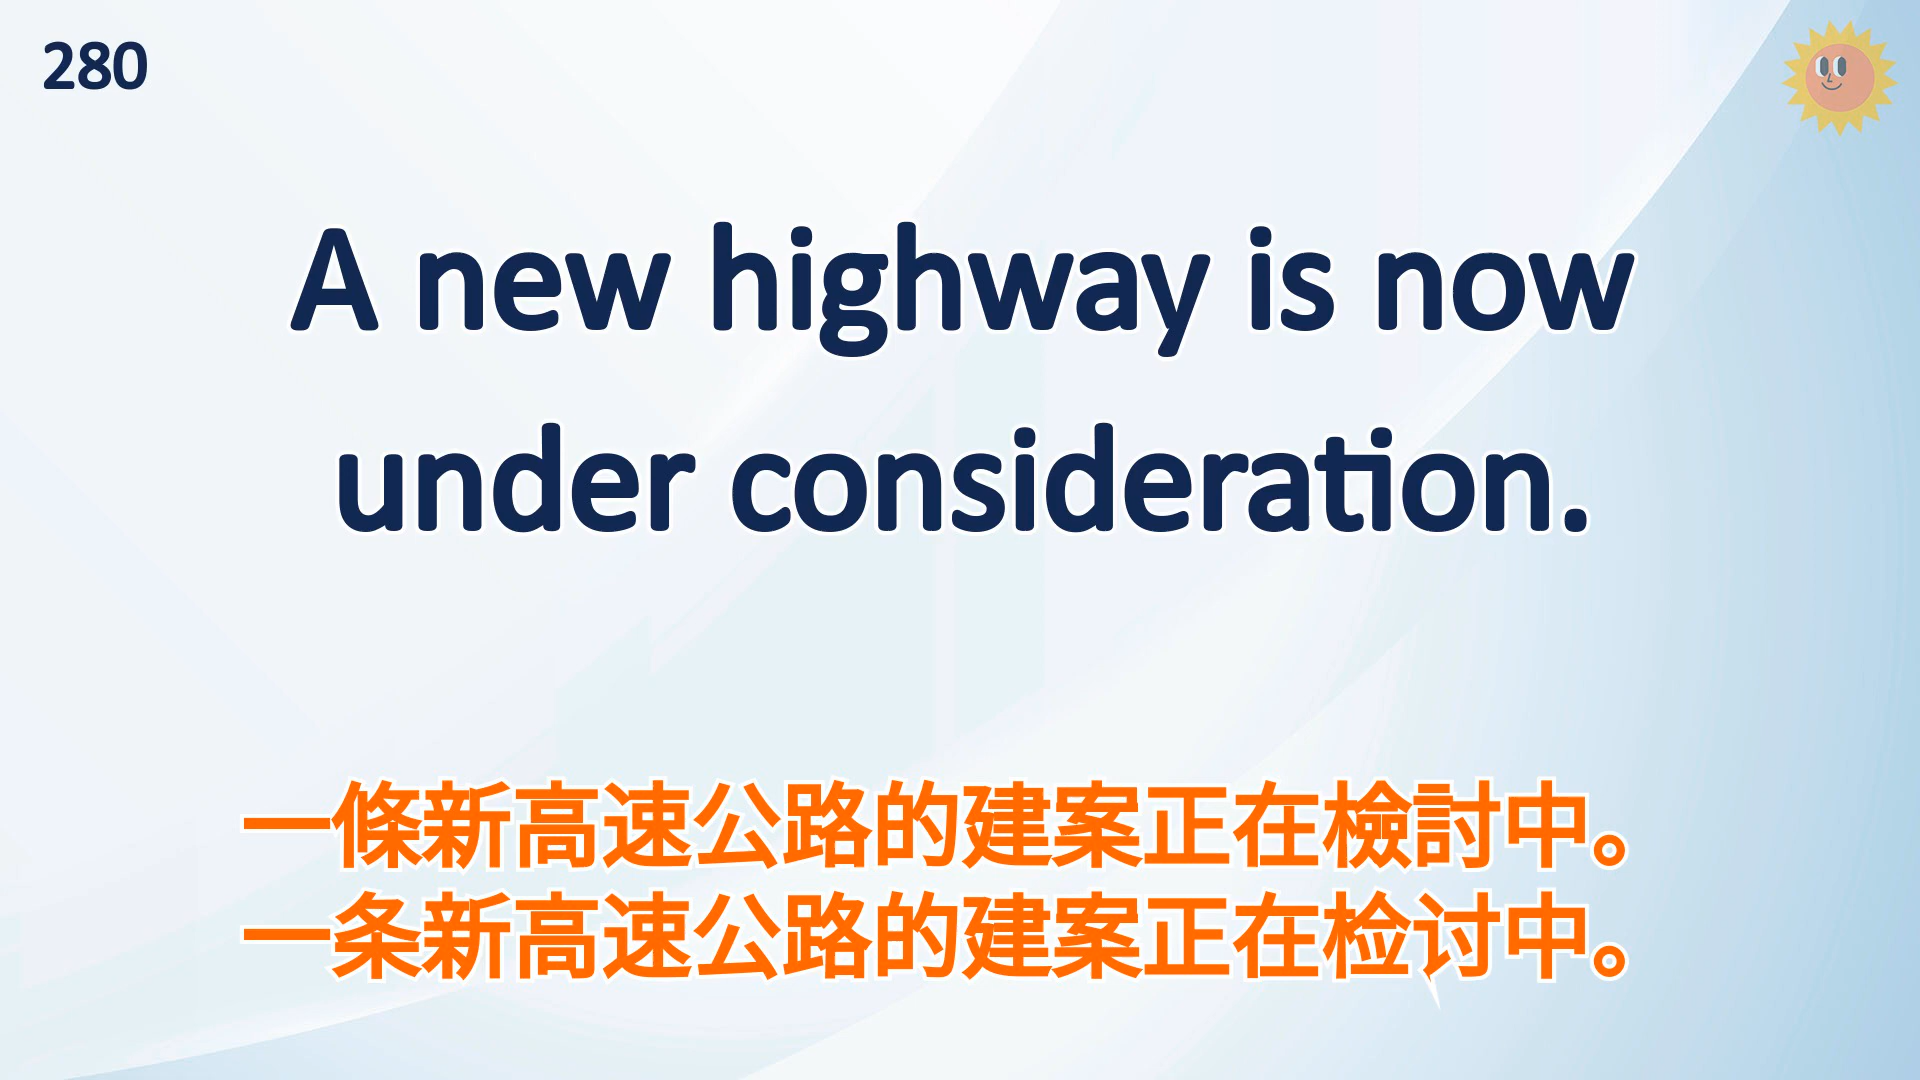 280
A new highway is now
under consideration.
一條新高速公路的建案正在檢討中。
一条新高速公路的建案正在检讨中。